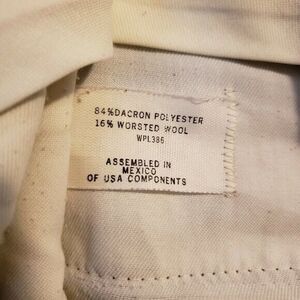 84%DACRON POLYESTER
16% WORSTED WOOL
WPL386
ASSEMBLED IN
MEXICO
OF USA COMPONENTS